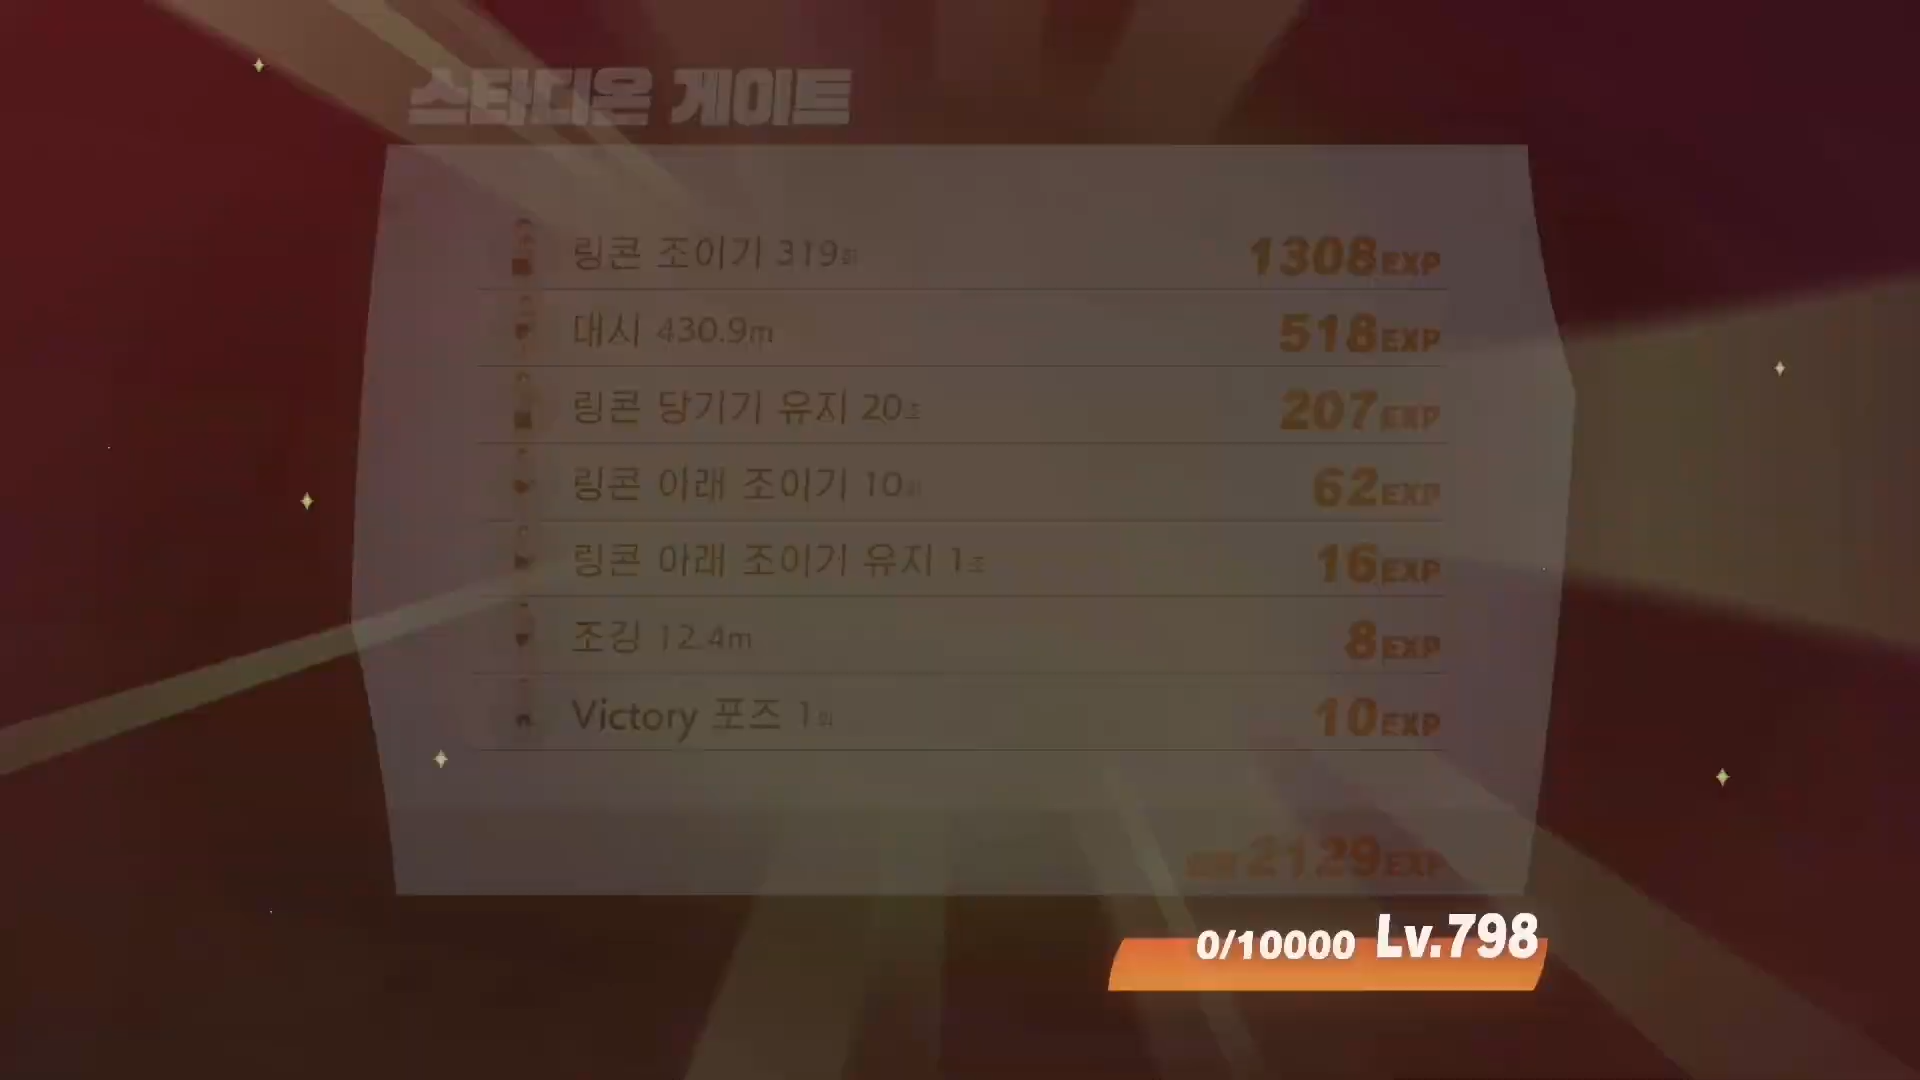 스타디온 게이트
링콘 조이기 319회 1308EXP
대시 430.9m 518EXP
링콘 당기기 유지 20초 207EXP
링콘 아래 조이기 10회 62EXP
링콘 아래 조이기 유지 1초 16EXP
조깅 12.4m 8EXP
Victory 포즈 1회 10EXP
2129EXP
0/10000 Lv.798